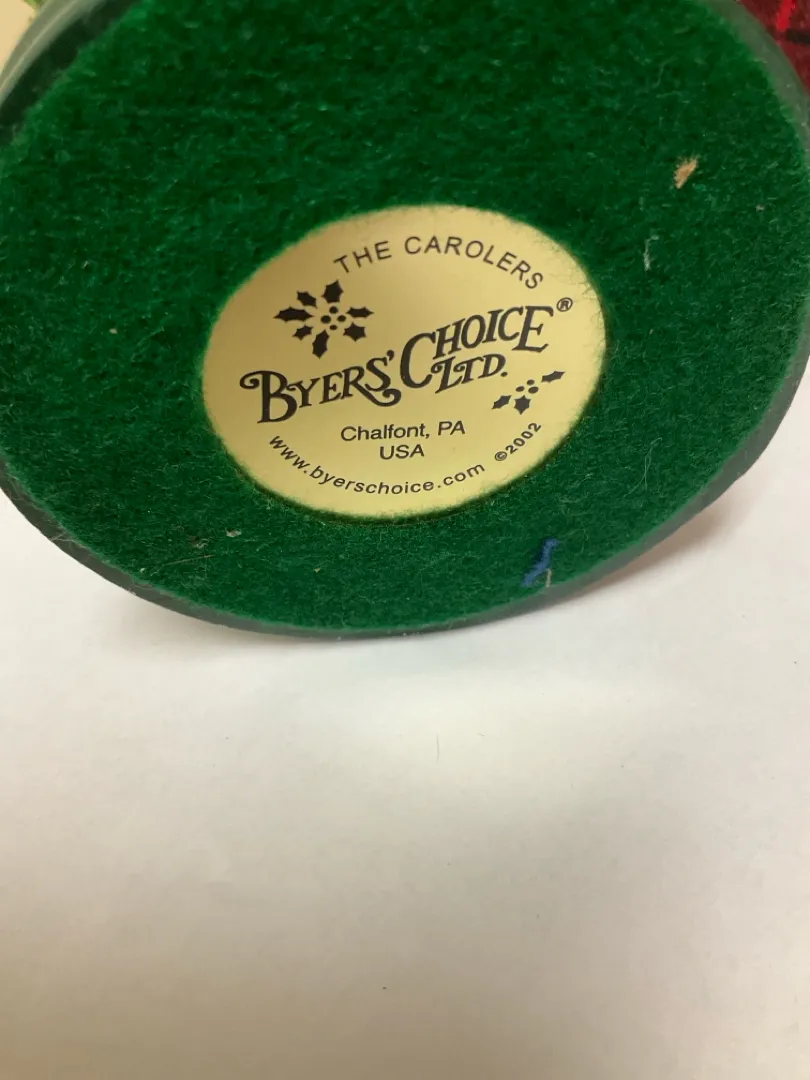 THE CAROLERS
BYERS' CHOICE®
LTD.
Chalfont, PA
USA
www.byerschoice.com ©2002